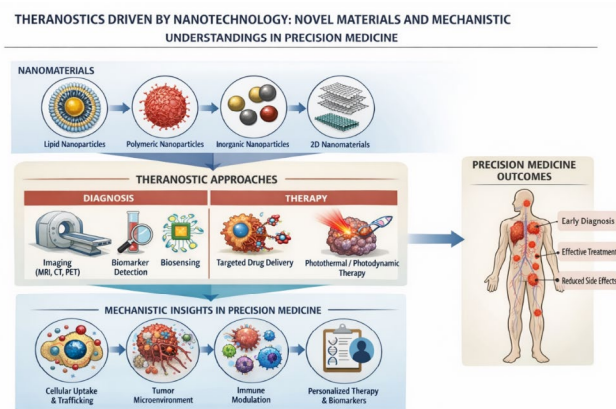 THERANOSTICS DRIVEN BY NANOTECHNOLOGY: NOVEL MATERIALS AND MECHANISTIC
UNDERSTANDINGS IN PRECISION MEDICINE
NANOMATERIALS
Lipid Nanoparticles
Polymeric Nanoparticles
Inorganic Nanoparticles
2D Nanomaterials
THERANOSTIC APPROACHES
DIAGNOSIS
THERAPY
Imaging
(MRI, CT, PET)
Biomarker
Detection
Biosensing
Targeted Drug Delivery
Photothermal / Photodynamic
Therapy
PRECISION MEDICINE
OUTCOMES
Early Diagnosis
Effective Treatment
Reduced Side Effects
MECHANISTIC INSIGHTS IN PRECISION MEDICINE
Cellular Uptake
& Trafficking
Tumor
Microenvironment
Immune
Modulation
Personalized Therapy
& Biomarkers